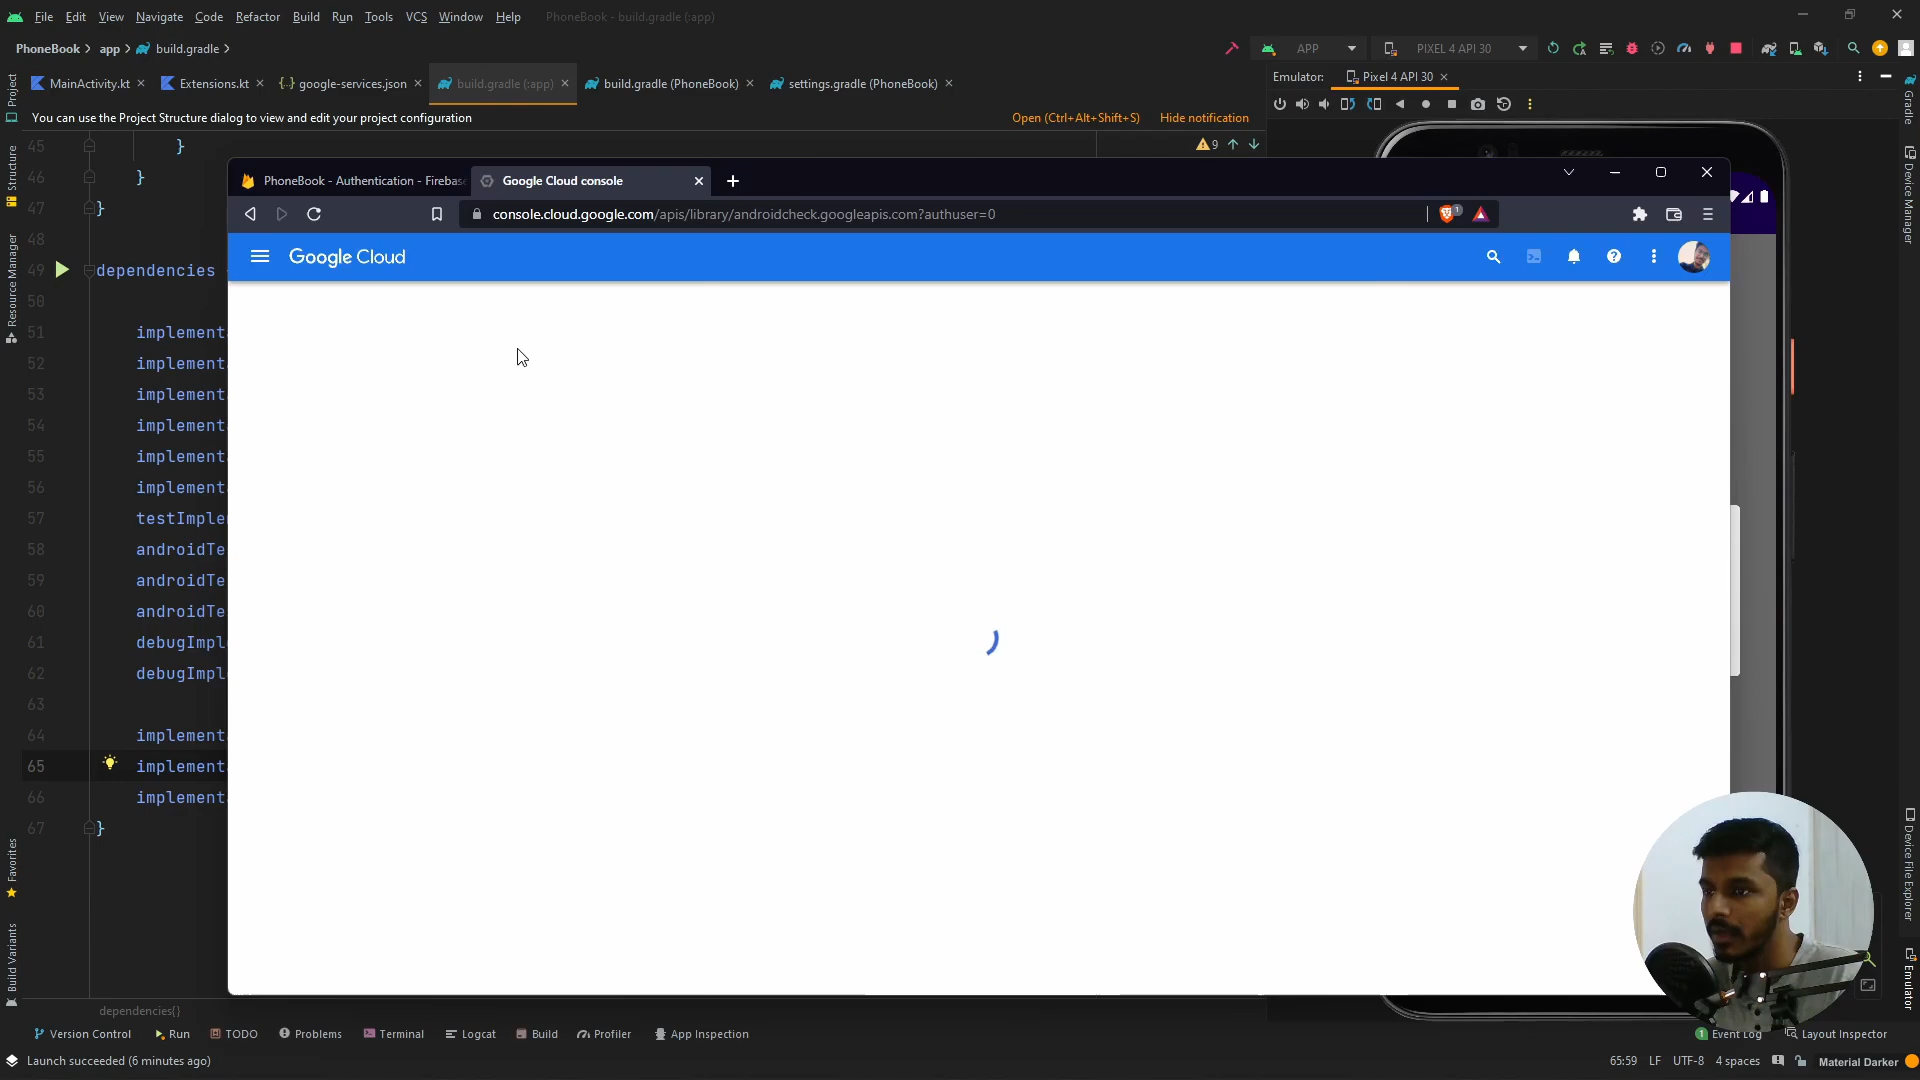 File Edit View Navigate Code Refactor Build Run Tools VCS Window Help PhoneBook - build.gradle (:app)
PhoneBook app build.gradle APP PIXEL 4 API 30
MainActivity.kt Extensions.kt google-services.json build.gradle (:app) build.gradle (PhoneBook) settings.gradle (PhoneBook) Emulator: Pixel 4 API 30
You can use the Project Structure dialog to view and edit your project configuration Open (Ctrl+Alt+Shift+S) Hide notification
45 } 9
46 }
47 }
48
49 dependencies
50
51 implement
52 implement
53 implement
54 implement
55 implement
56 implement
57 testImple
58 androidTe
59 androidTe
60 androidTe
61 debugImpl
62 debugImpl
63
64 implement
65 implement
66 implement
67 }
PhoneBook - Authentication - Firebas Google Cloud console
console.cloud.google.com/apis/library/androidcheck.googleapis.com?authuser=0 1
Google Cloud
Project
Structure
Resource Manager
Favorites
Build Variants
Gradle
Device Manager
Device File Explorer
Emulator
dependencies()
Version Control Run TODO Problems Terminal Logcat Build Profiler App Inspection 1 Event Log Layout Inspector
Launch succeeded (6 minutes ago) 65:59 LF UTF-8 4 spaces Material Darker